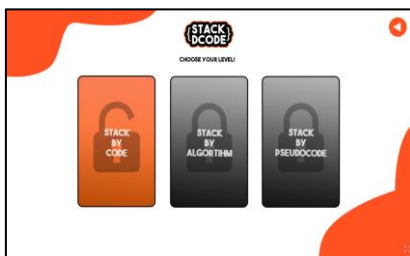 {STACK
DCODE}
CHOOSE YOUR LEVEL!
STACK
BY
CODE
STACK
BY
ALGORTIHM
STACK
BY
PSEUDOCODE